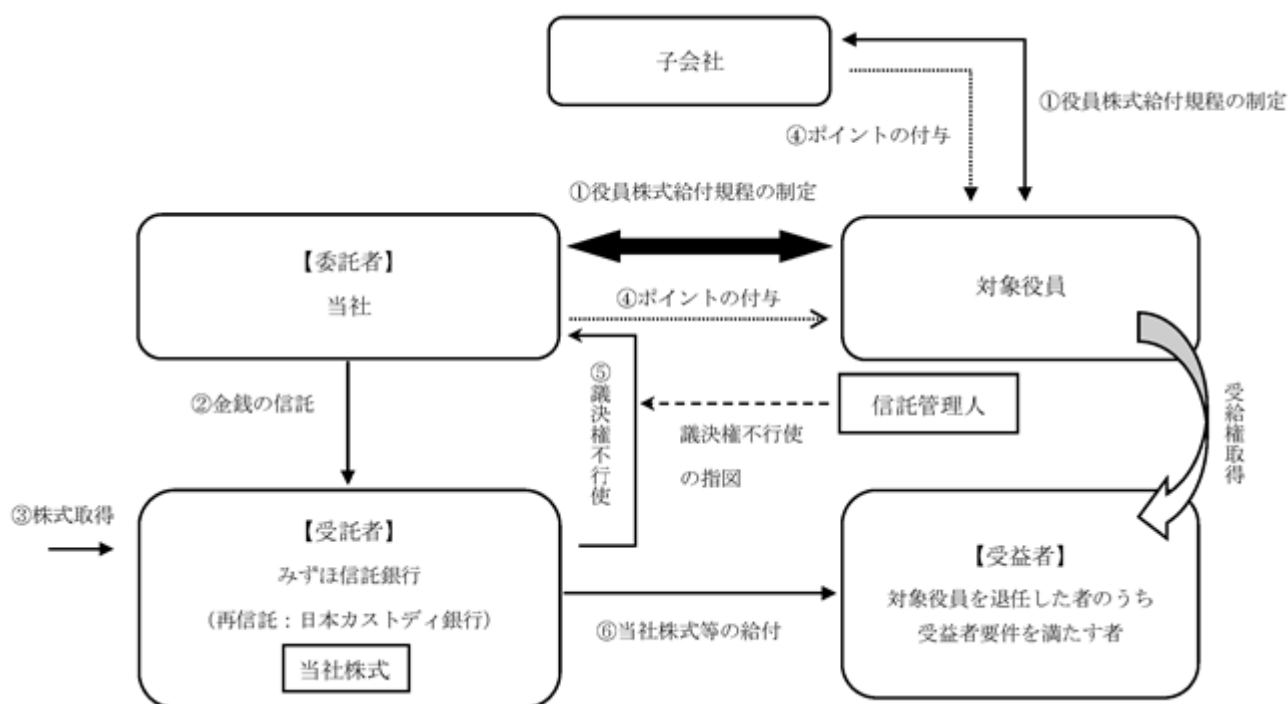 子会社
①役員株式給付規程の制定
④ポイントの付与
①役員株式給付規程の制定
【委託者】
当社
対象役員
④ポイントの付与
②金銭の信託
⑤議決権不行使
信託管理人
議決権不行使
の指図
受給権取得
③株式取得
【受託者】
みずほ信託銀行
（再信託：日本カストディ銀行）
当社株式
⑥当社株式等の給付
【受益者】
対象役員を退任した者のうち
受益者要件を満たす者